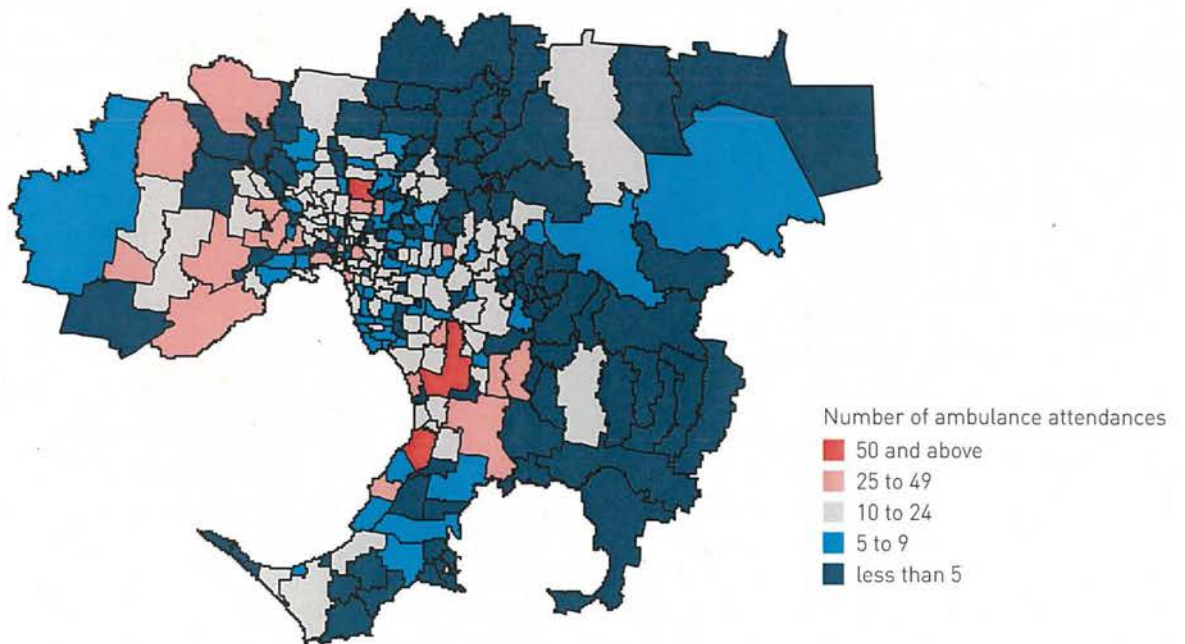 Number of ambulance attendances
50 and above
25 to 49
10 to 24
5 to 9
less than 5